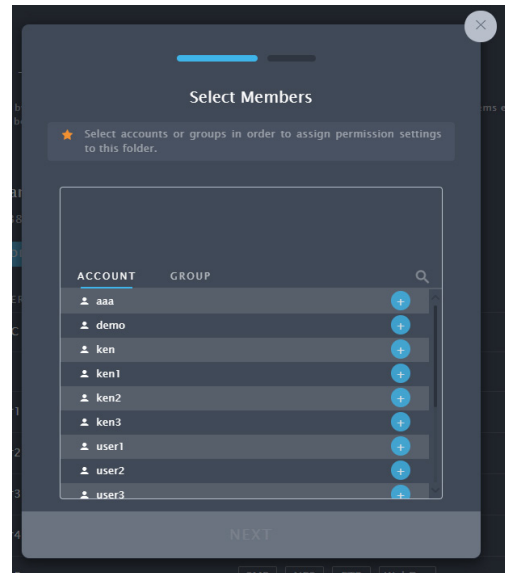 Select Members
Select accounts or groups in order to assign permission settings
to this folder.
ACCOUNT GROUP
aaa
demo
ken
ken1
ken2
ken3
user1
user2
user3
NEXT